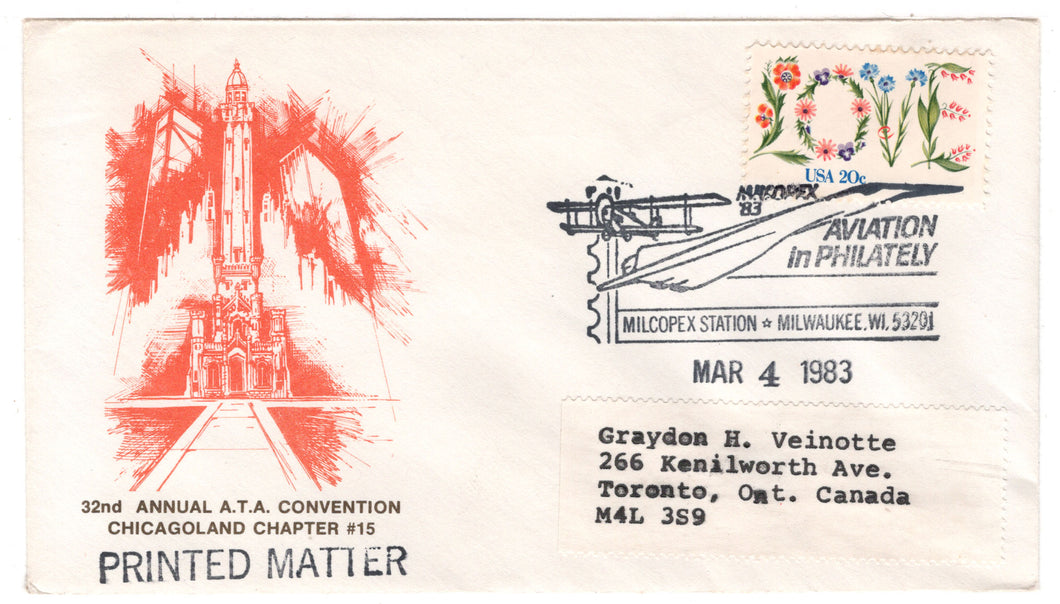 LOVE
USA 20c
MILCOPEX
'83
AVIATION
in PHILATELY
MILCOPEX STATION ☆ MILWAUKEE, WI, 53201
MAR 4 1983
Graydon H. Veinotte
266 Kenilworth Ave.
Toronto, Ont. Canada
M4L 3S9
32nd ANNUAL A.T.A. CONVENTION
CHICAGOLAND CHAPTER #15
PRINTED MATTER